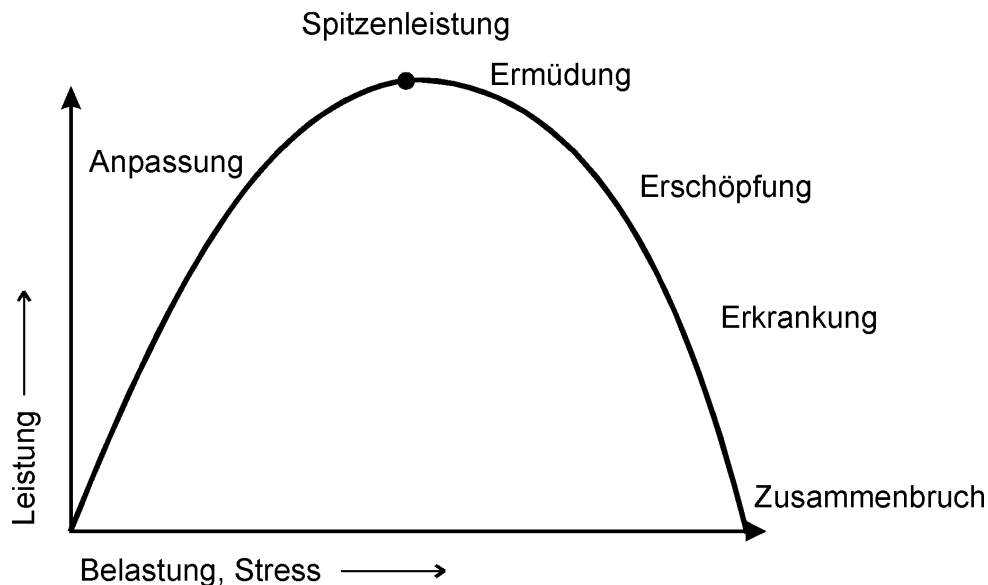 Spitzenleistung
Ermüdung
Anpassung
Erschöpfung
Erkrankung
Leistung
Zusammenbruch
Belastung, Stress